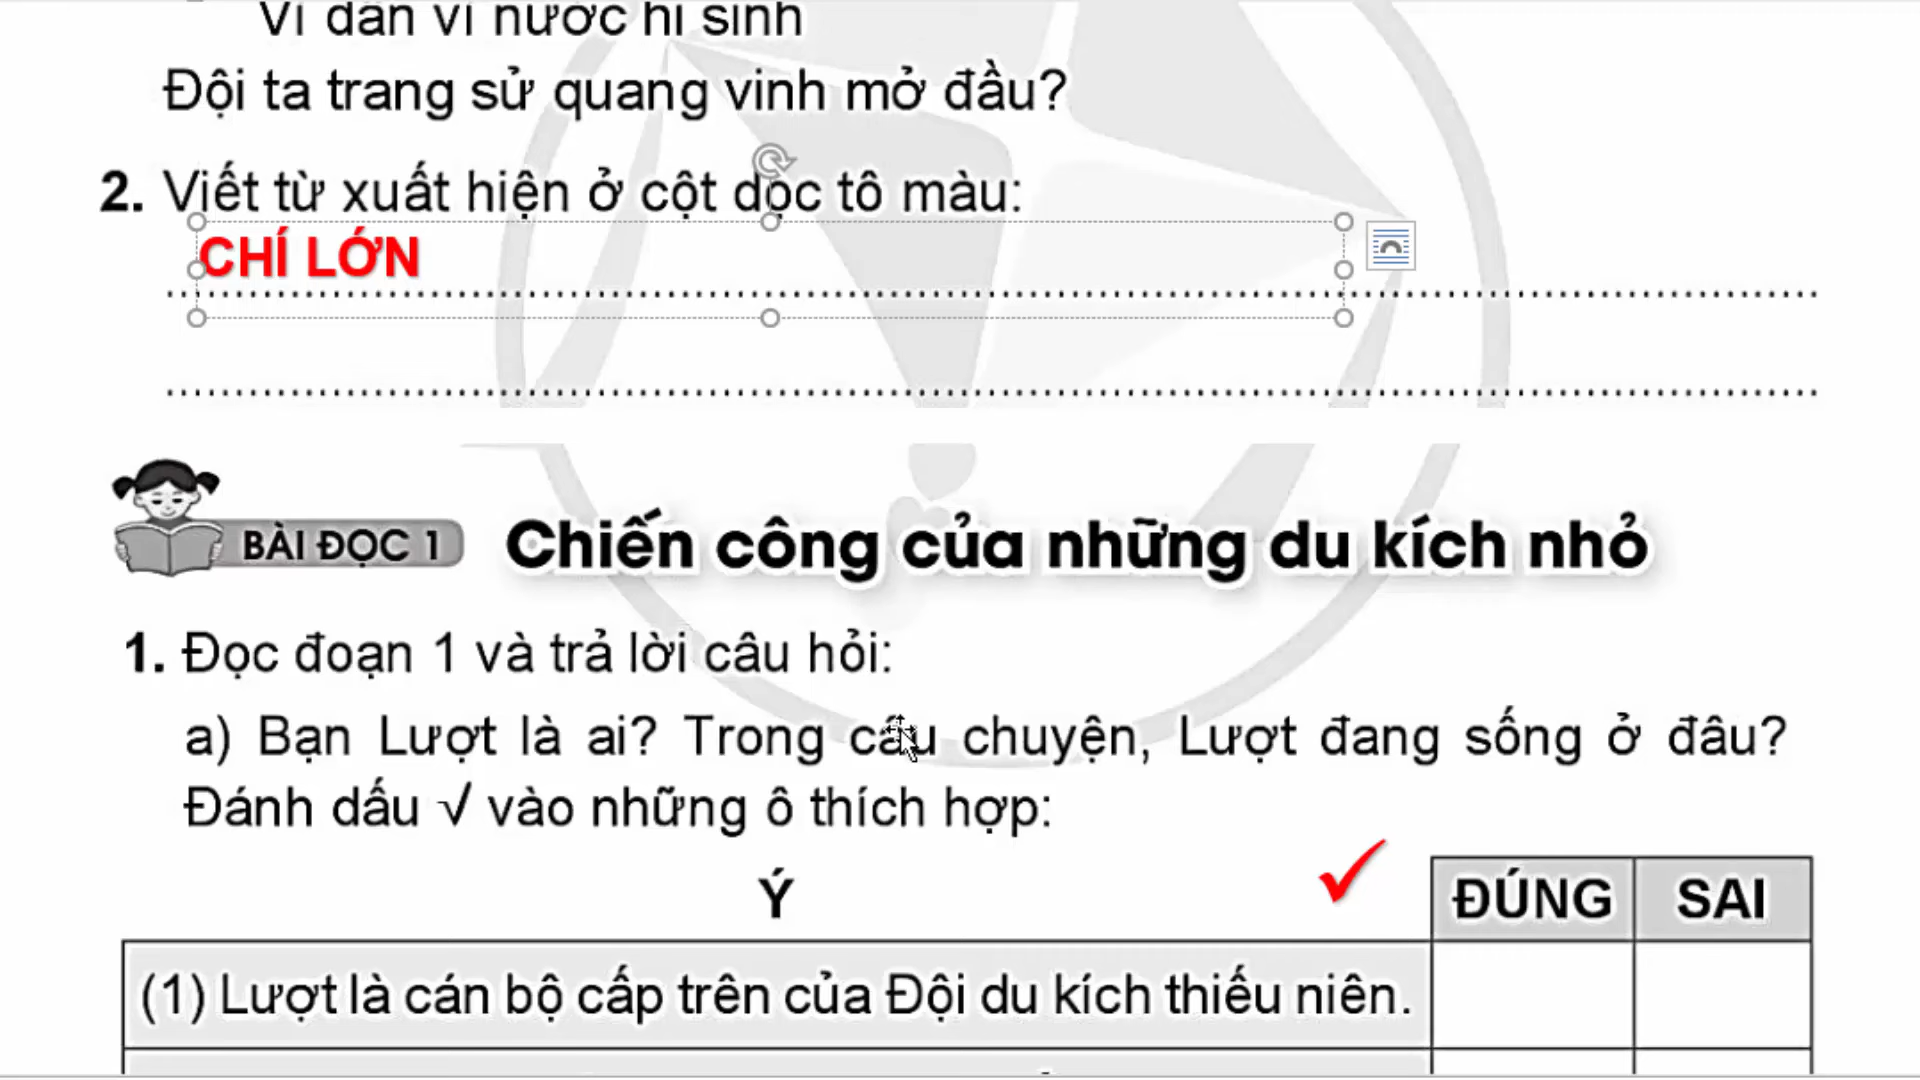 Vì dân vì nước hi sinh
Đội ta trang sử quang vinh mở đầu?
2. Viết từ xuất hiện ở cột dọc tô màu:
CHÍ LỚN
BÀI ĐỌC 1 Chiến công của những du kích nhỏ
1. Đọc đoạn 1 và trả lời câu hỏi:
a) Bạn Lượt là ai? Trong câu chuyện, Lượt đang sống ở đâu?
Đánh dấu √ vào những ô thích hợp:
Ý ĐÚNG SAI
(1) Lượt là cán bộ cấp trên của Đội du kích thiếu niên.